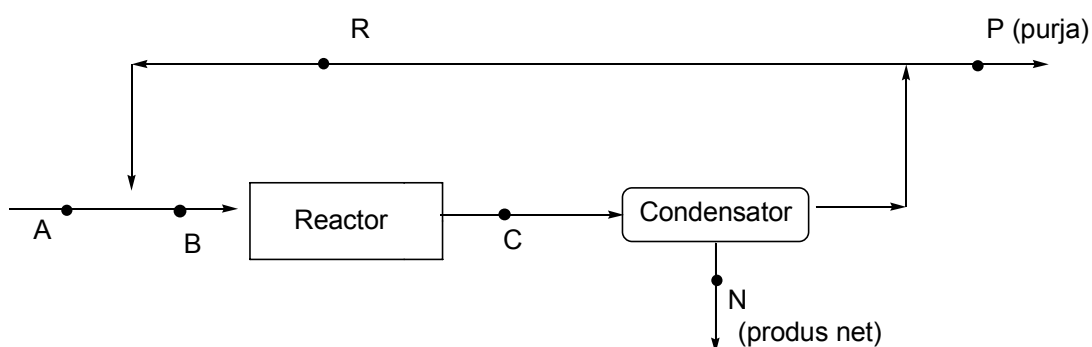 R
P (purja)
Reactor
Condensator
A
B
C
N
(produs net)